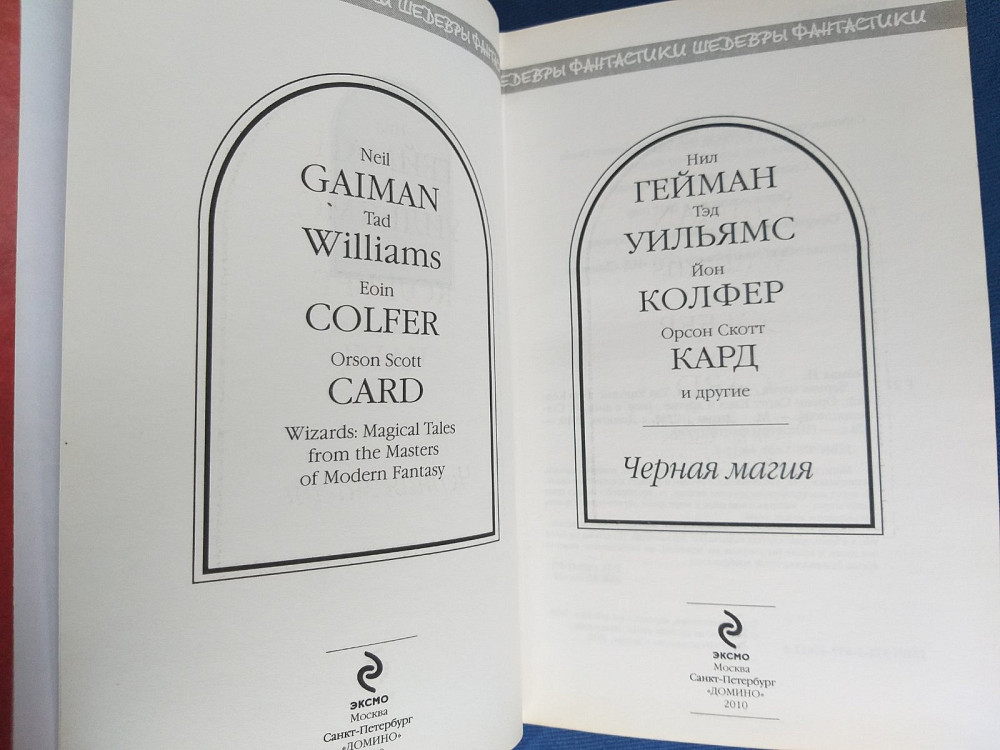 ШЕДЕВРЫ
Neil
GAIMAN
Tad
Williams
Eoin
COLFER
Orson Scott
CARD
Wizards: Magical Tales
from the Masters
of Modern Fantasy
ЭКСМО
Москва
Санкт-Петербург
«ДОМИНО»
ФАНТАСТИКИ ШЕДЕВРЫ ФАНТАСТИКИ
Нил
ГЕЙМАН
Тэд
УИЛЬЯМС
Йон
КОЛФЕР
Орсон Скотт
КАРД
и другие
Черная магия
ЭКСМО
Москва
Санкт-Петербург
«ДОМИНО»
2010